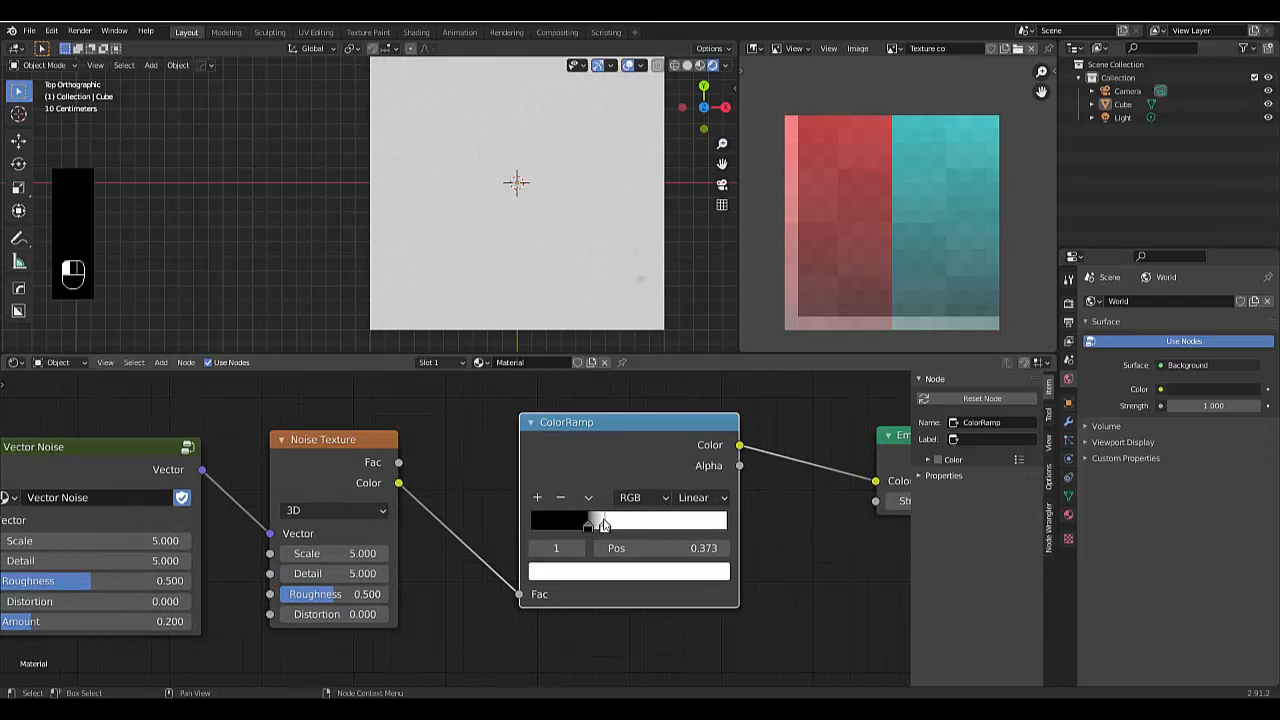 File Edit Render Window Help Layout Modeling Sculpting UV Editing Texture Paint Shading Animation Rendering Compositing Scripting + Scene View Layer
Global Options View View Image Texture co
Object Mode View Select Add Object
Top Orthographic
(1) Collection | Cube
10 Centimeters
Scene Collection
Collection
Camera
Cube
Light
Scene World
World
Surface
Use Nodes
Surface Background
Color
Strength 1.000
Volume
Viewport Display
Custom Properties
Object View Select Add Node Use Nodes Slot 1 Material
Vector Noise
Vector
Vector Noise
Scale 5.000
Detail 5.000
Roughness 0.500
Distortion 0.000
Amount 0.200
Noise Texture
Fac
Color
3D
Vector
Scale 5.000
Detail 5.000
Roughness 0.500
Distortion 0.000
ColorRamp
Color
Alpha
+ − RGB Linear
1 Pos 0.373
Fac
Node
Reset Node
Name: ColorRamp
Label:
Color
Properties
Item
Tool
View
Options
Node Wrangler
Material
Select Box Select Pan View Node Context Menu 2.91.2